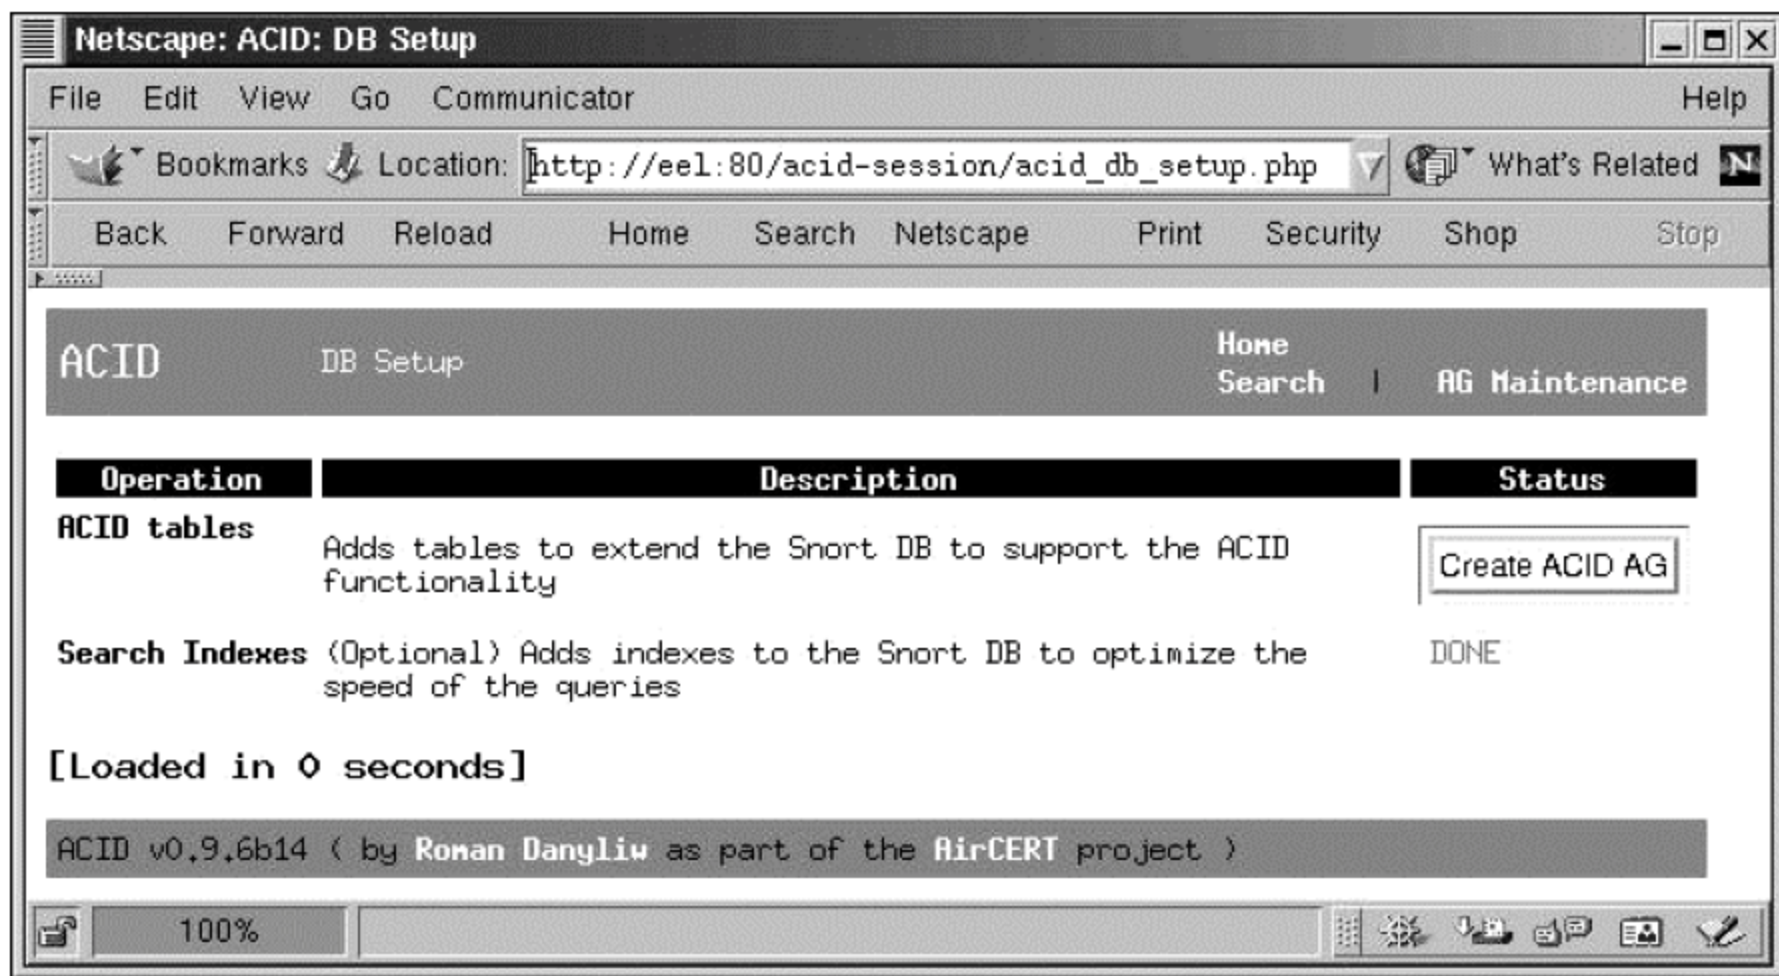 Netscape: ACID: DB Setup
File Edit View Go Communicator Help
Bookmarks Location: http://eel:80/acid-session/acid_db_setup.php What's Related N
Back Forward Reload Home Search Netscape Print Security Shop Stop
ACID DB Setup Home
Search | AG Maintenance
Operation Description Status
ACID tables
Adds tables to extend the Snort DB to support the ACID
functionality
Create ACID AG
Search Indexes (Optional) Adds indexes to the Snort DB to optimize the DONE
speed of the queries
[Loaded in 0 seconds]
ACID v0.9.6b14 ( by Roman Danyliw as part of the AirCERT project )
100%